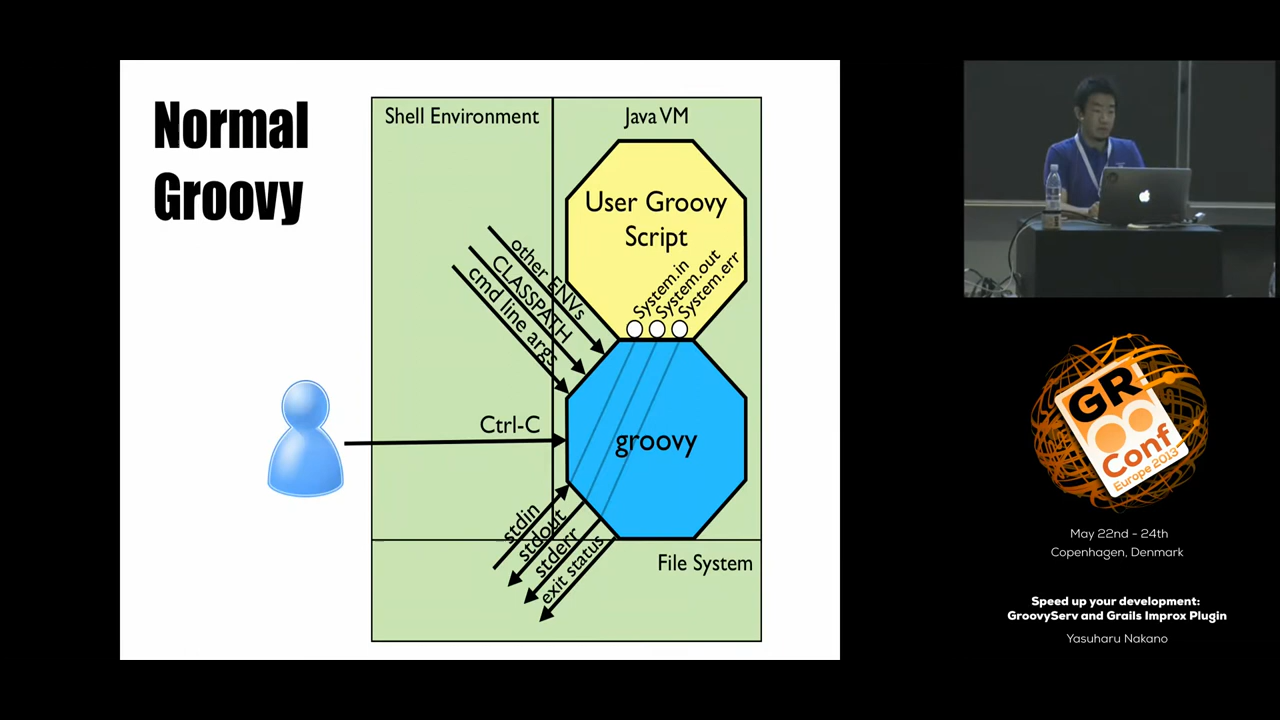 Normal
Groovy
Shell Environment
Java VM
User Groovy
Script
System.in
System.out
System.err
other ENVs
CLASSPATH
cmd line args
Ctrl-C
groovy
stdin
stdout
stderr
exit status
File System
GR
Conf
Europe 2013
May 22nd - 24th
Copenhagen, Denmark
Speed up your development:
GroovyServ and Grails Improx Plugin
Yasuharu Nakano